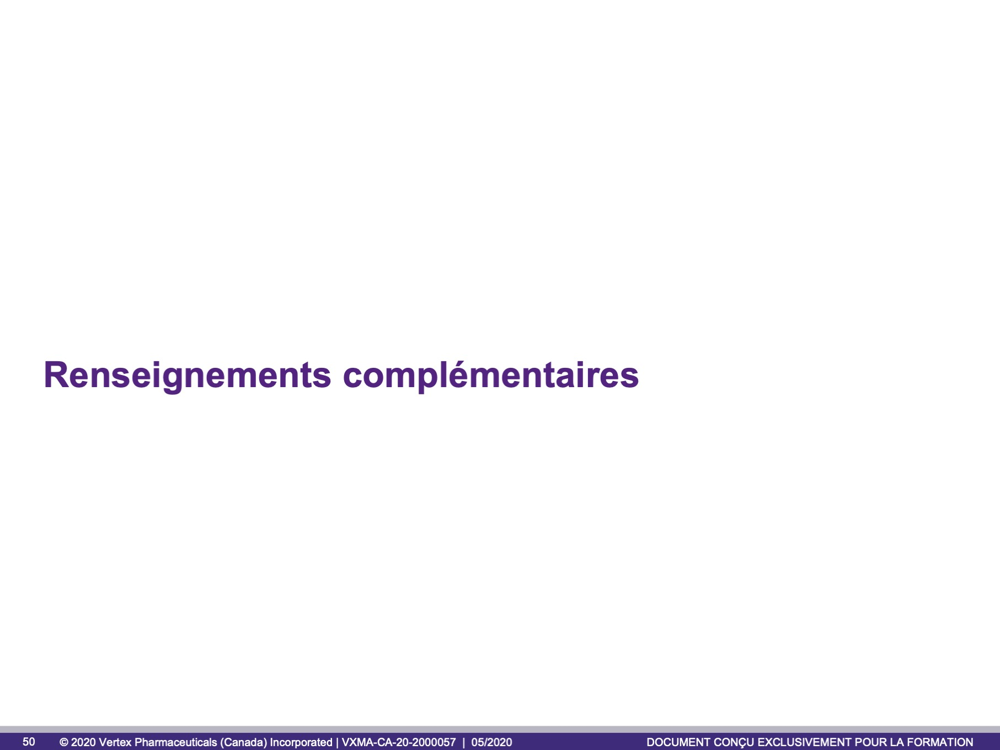 Renseignements complémentaires
50 © 2020 Vertex Pharmaceuticals (Canada) Incorporated | VXMA-CA-20-2000057 | 05/2020 DOCUMENT CONÇU EXCLUSIVEMENT POUR LA FORMATION